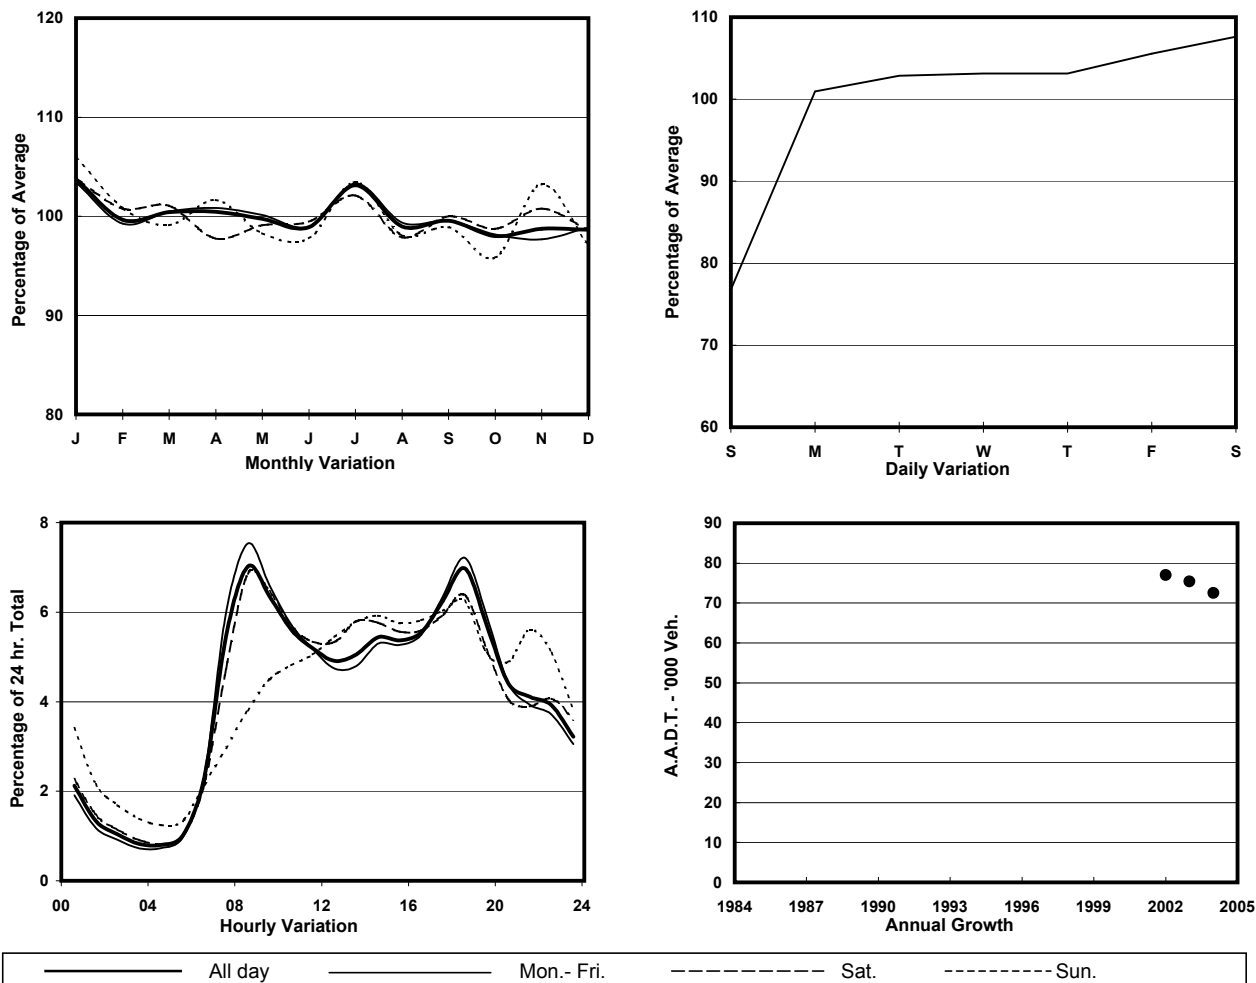 120
110
100
90
80
Percentage of Average
J F M A M J J A S O N D
Monthly Variation
110
100
90
80
70
60
Percentage of Average
S M T W T F S
Daily Variation
8
6
4
2
0
Percentage of 24 hr. Total
00 04 08 12 16 20 24
Hourly Variation
90
80
70
60
50
40
30
20
10
0
A.A.D.T. - '000 Veh.
1984 1987 1990 1993 1996 1999 2002 2005
Annual Growth
All day Mon.- Fri. Sat. Sun.